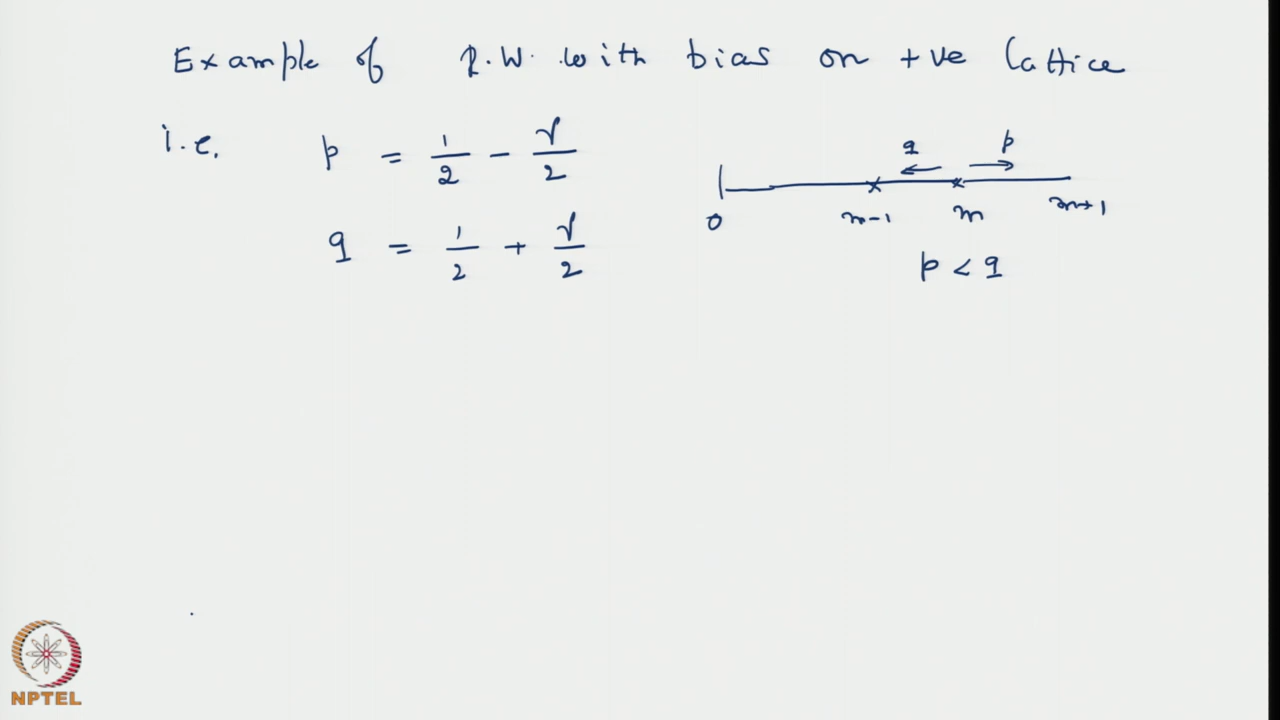 Example of R.W. with bias on +ve lattice
i.e. p = 1/2 - r/2
q = 1/2 + r/2
q p
0 m-1 m m+1
p < q
NPTEL